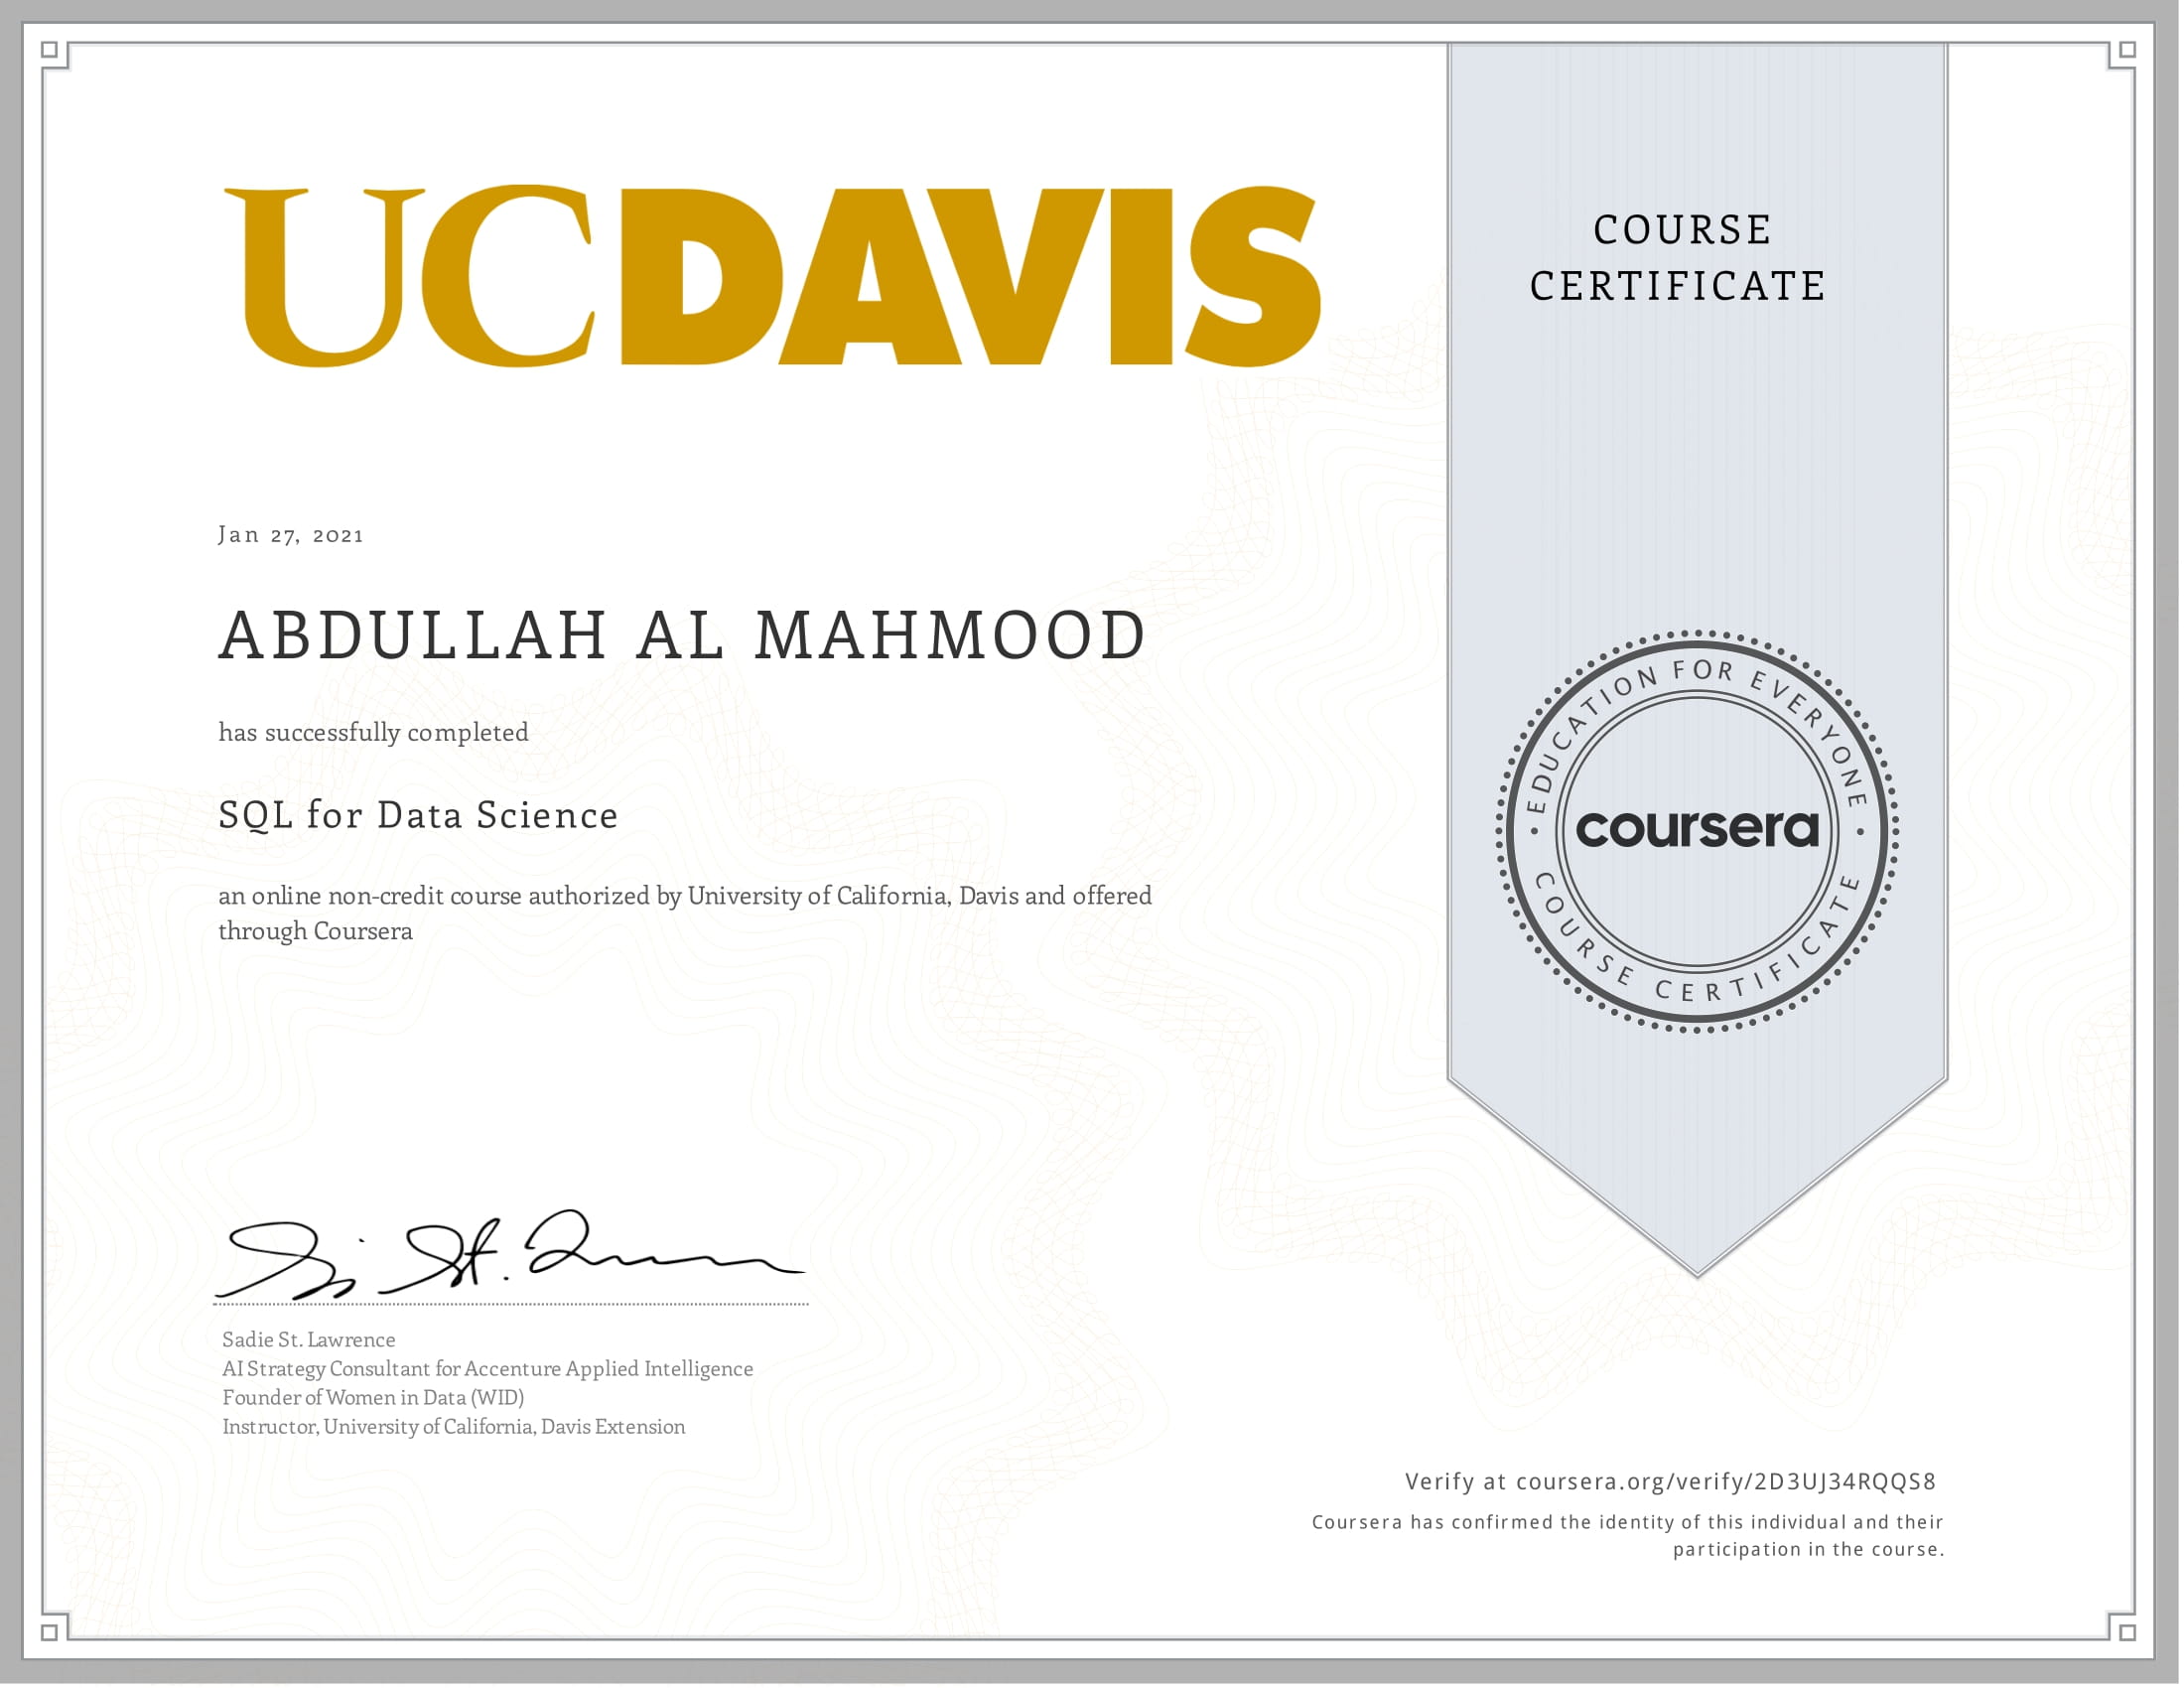 UCDAVIS
COURSE
CERTIFICATE
Jan 27, 2021
ABDULLAH AL MAHMOOD
has successfully completed
SQL for Data Science
an online non-credit course authorized by University of California, Davis and offered
through Coursera
EDUCATION FOR EVERYONE
coursera
COURSE CERTIFICATE
Sadie St. Lawrence
AI Strategy Consultant for Accenture Applied Intelligence
Founder of Women in Data (WID)
Instructor, University of California, Davis Extension
Verify at coursera.org/verify/2D3UJ34RQQS8
Coursera has confirmed the identity of this individual and their
participation in the course.